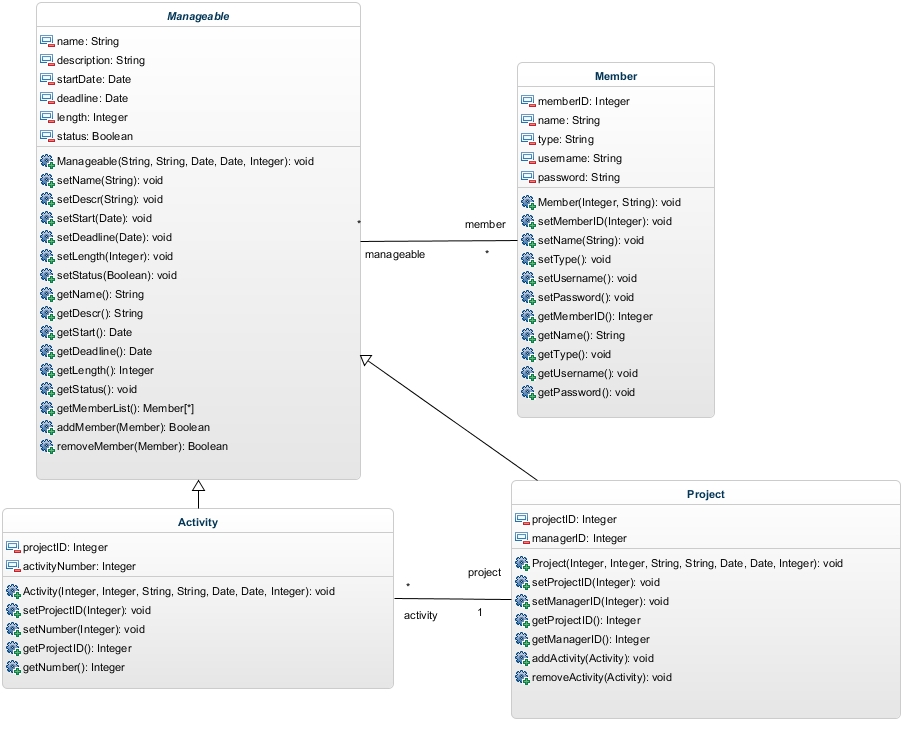 Manageable
name: String
description: String
startDate: Date
deadline: Date
length: Integer
status: Boolean
Manageable(String, String, Date, Date, Integer): void
setName(String): void
setDescr(String): void
setStart(Date): void
setDeadline(Date): void
setLength(Integer): void
setStatus(Boolean): void
getName(): String
getDescr(): String
getStart(): Date
getDeadline(): Date
getLength(): Integer
getStatus(): void
getMemberList(): Member[*]
addMember(Member): Boolean
removeMember(Member): Boolean
*
manageable
member
*
Member
memberID: Integer
name: String
type: String
username: String
password: String
Member(Integer, String): void
setMemberID(Integer): void
setName(String): void
setType(): void
setUsername(): void
setPassword(): void
getMemberID(): Integer
getName(): String
getType(): void
getUsername(): void
getPassword(): void
Activity
projectID: Integer
activityNumber: Integer
Activity(Integer, Integer, String, String, Date, Date, Integer): void
setProjectID(Integer): void
setNumber(Integer): void
getProjectID(): Integer
getNumber(): Integer
*
activity
project
1
Project
projectID: Integer
managerID: Integer
Project(Integer, Integer, String, String, Date, Date, Integer): void
setProjectID(Integer): void
setManagerID(Integer): void
getProjectID(): Integer
getManagerID(): Integer
addActivity(Activity): void
removeActivity(Activity): void